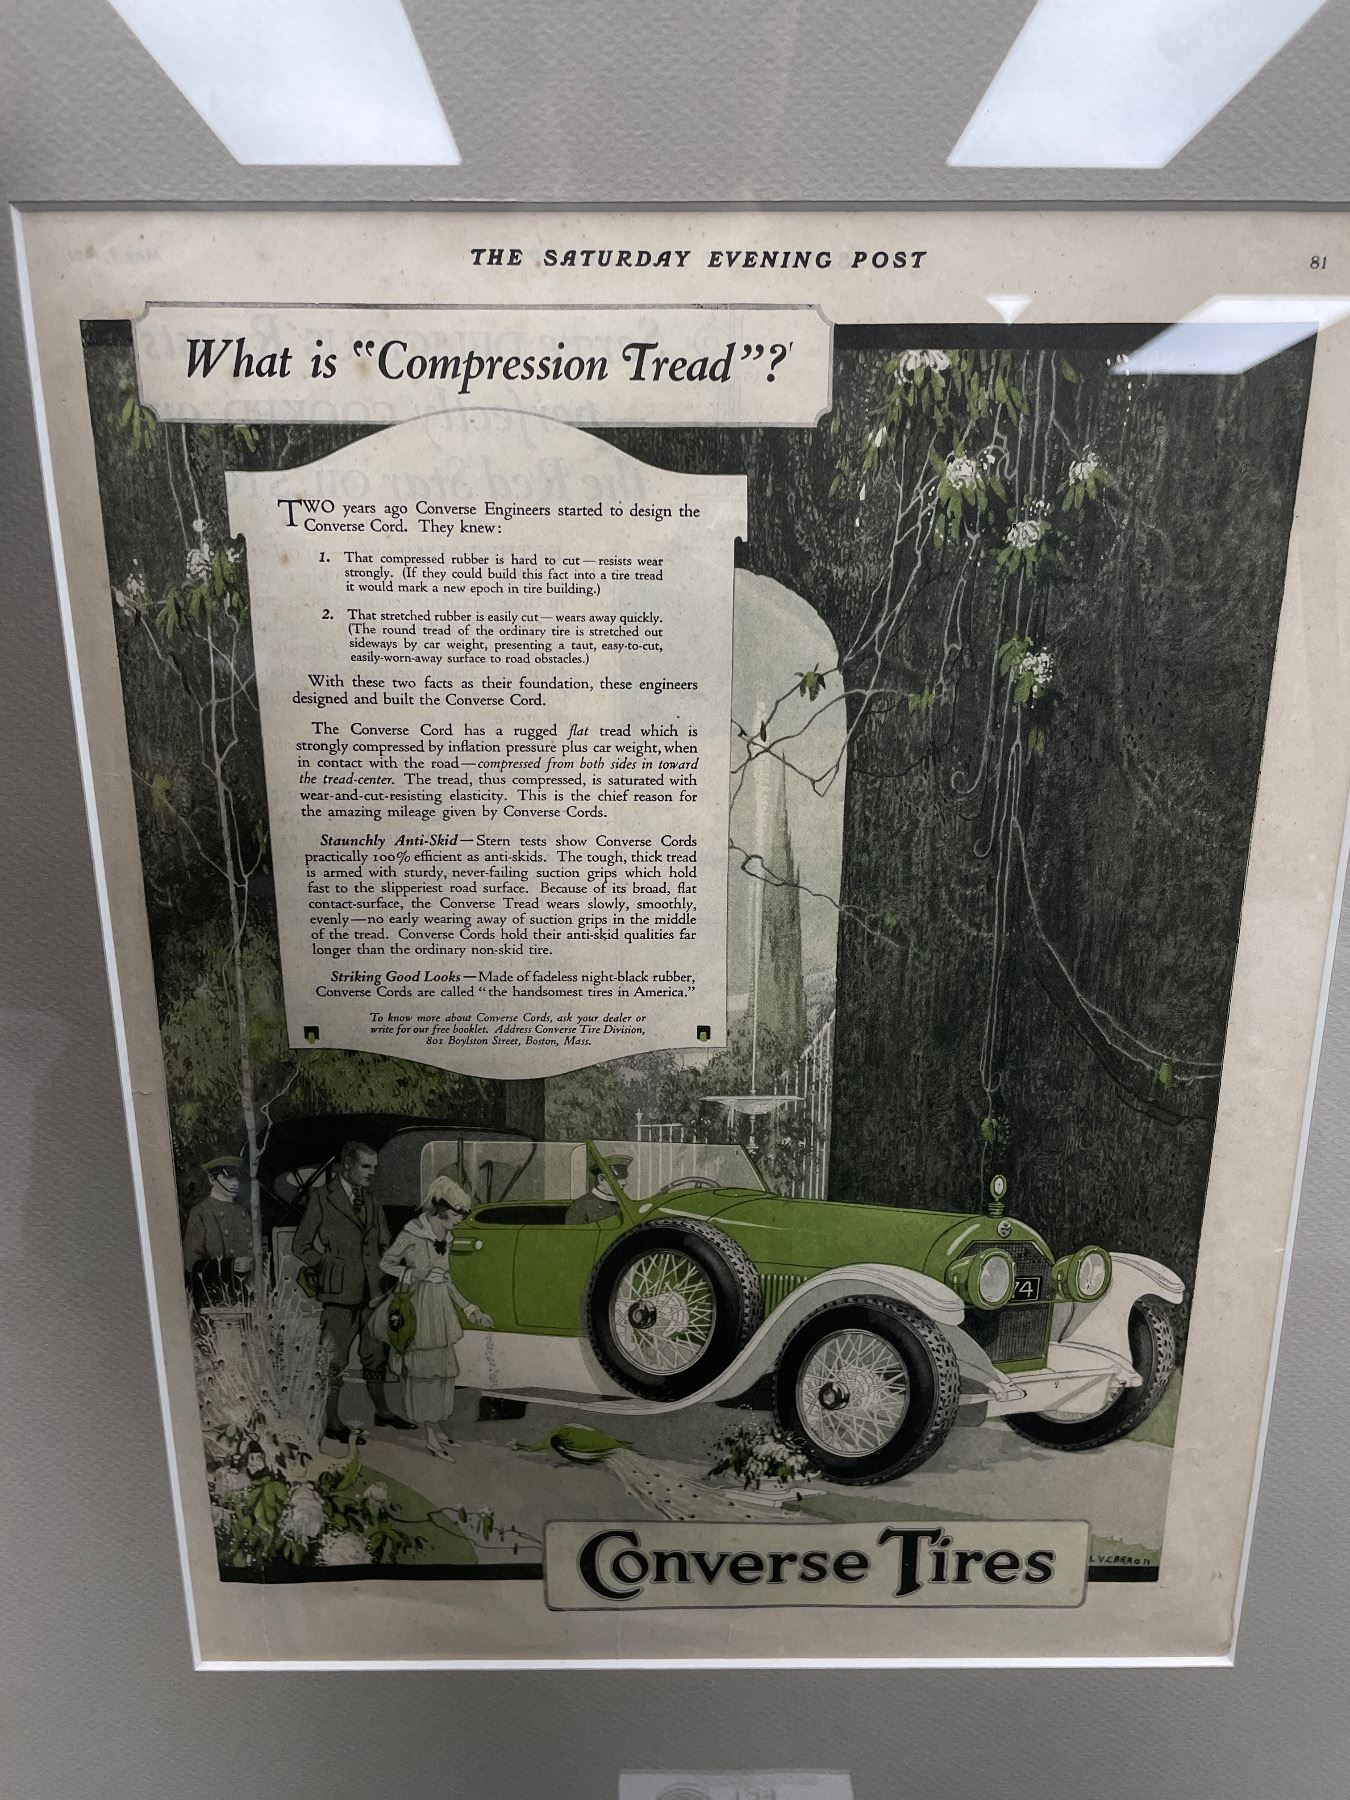 THE SATURDAY EVENING POST
81
What is "Compression Tread"?
TWO years ago Converse Engineers started to design the
Converse Cord. They knew:
1. That compressed rubber is hard to cut—resists wear
strongly. (If they could build this fact into a tire tread
it would mark a new epoch in tire building.)
2. That stretched rubber is easily cut—wears away quickly.
(The round tread of the ordinary tire is stretched out
sideways by car weight, presenting a taut, easy-to-cut,
easily-worn-away surface to road obstacles.)
With these two facts as their foundation, these engineers
designed and built the Converse Cord.
The Converse Cord has a rugged flat tread which is
strongly compressed by inflation pressure plus car weight, when
in contact with the road—compressed from both sides in toward
the tread-center. The tread, thus compressed, is saturated with
wear-and-cut-resisting elasticity. This is the chief reason for
the amazing mileage given by Converse Cords.
Staunchly Anti-Skid—Stern tests show Converse Cords
practically 100% efficient as anti-skids. The tough, thick tread
is armed with sturdy, never-failing suction grips which hold
fast to the slipperiest road surface. Because of its broad, flat
contact-surface, the Converse Tread wears slowly, smoothly,
evenly—no early wearing away of suction grips in the middle
of the tread. Converse Cords hold their anti-skid qualities far
longer than the ordinary non-skid tire.
Striking Good Looks—Made of fadeless night-black rubber,
Converse Cords are called "the handsomest tires in America."
To know more about Converse Cords, ask your dealer or
write for our free booklet. Address Converse Tire Division,
801 Boylston Street, Boston, Mass.
74
Converse Tires